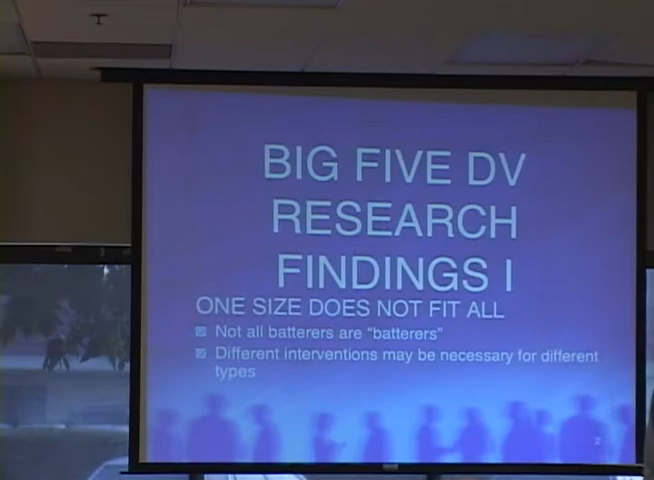 BIG FIVE DV
RESEARCH
FINDINGS I
ONE SIZE DOES NOT FIT ALL
Not all batterers are “batterers”
Different interventions may be necessary for different
types
2